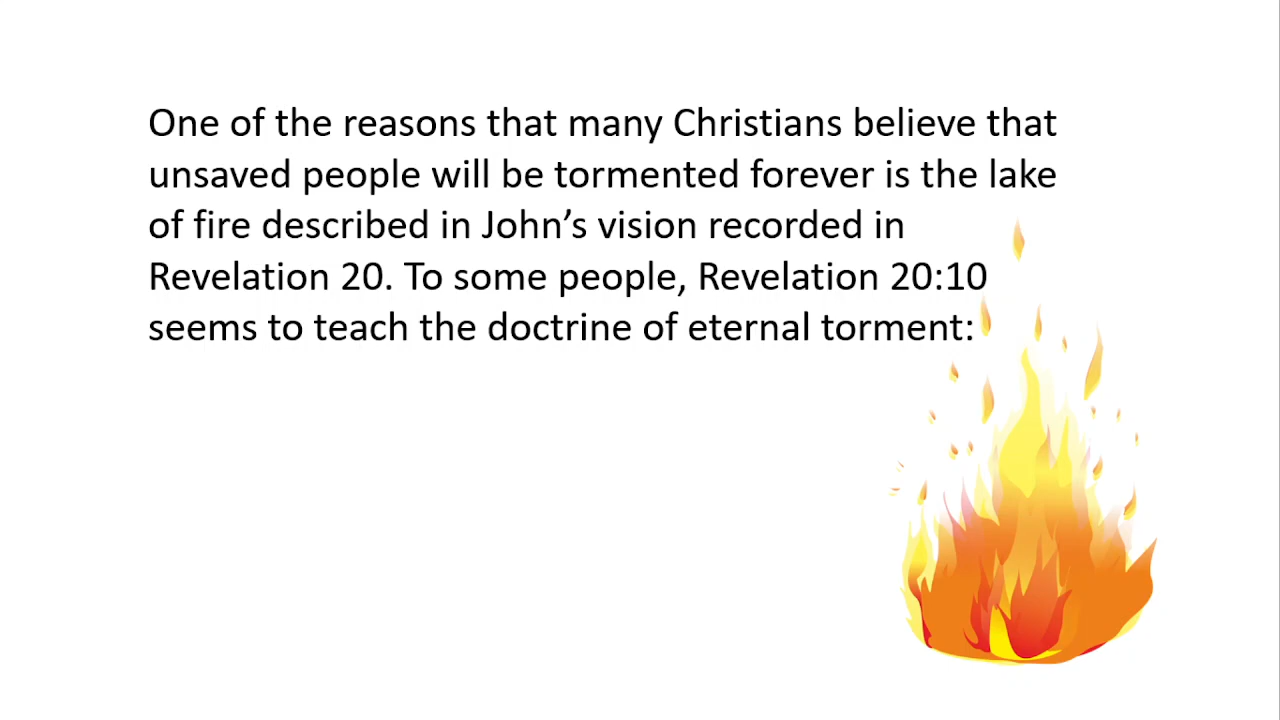 One of the reasons that many Christians believe that
unsaved people will be tormented forever is the lake
of fire described in John’s vision recorded in
Revelation 20. To some people, Revelation 20:10
seems to teach the doctrine of eternal torment: